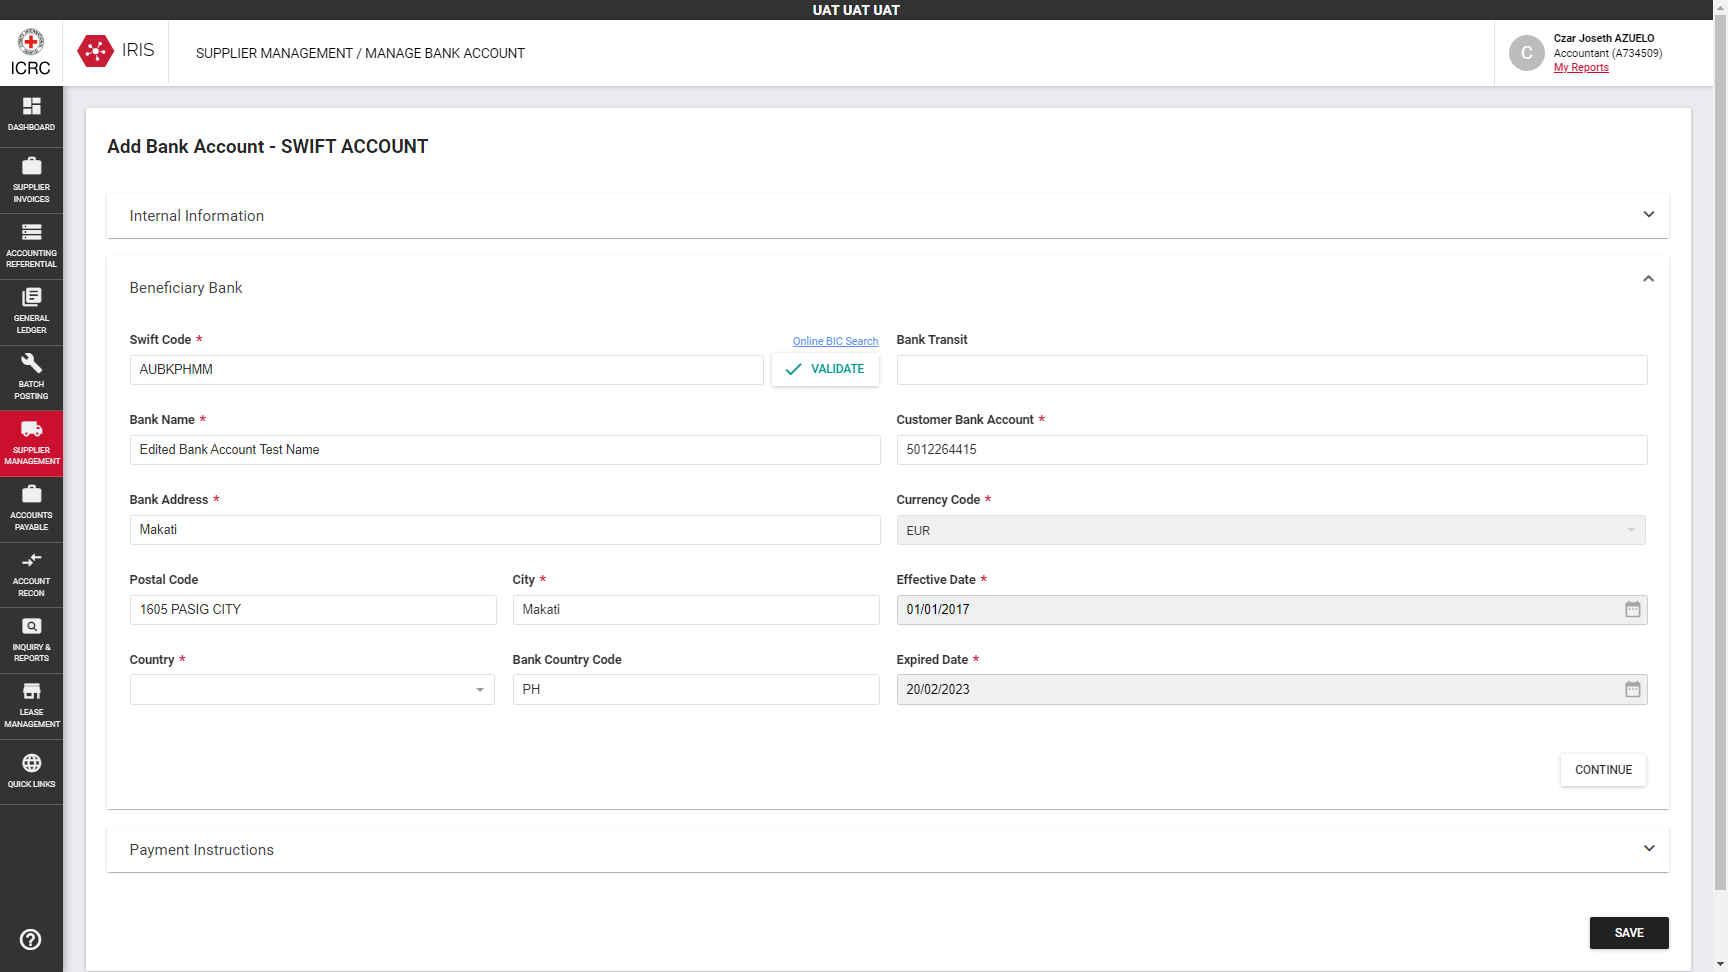 UAT UAT UAT
ICRC
IRIS
SUPPLIER MANAGEMENT / MANAGE BANK ACCOUNT
C
Czar Joseth AZUELO
Accountant (A734509)
My Reports
DASHBOARD
SUPPLIER
INVOICES
ACCOUNTING
REFERENTIAL
GENERAL
LEDGER
BATCH
POSTING
SUPPLIER
MANAGEMENT
ACCOUNTS
PAYABLE
ACCOUNT
RECON
INQUIRY &
REPORTS
LEASE
MANAGEMENT
QUICK LINKS
Add Bank Account - SWIFT ACCOUNT
Internal Information
Beneficiary Bank
Swift Code *
Online BIC Search
AUBKPHMM
VALIDATE
Bank Transit
Bank Name *
Edited Bank Account Test Name
Customer Bank Account *
5012264415
Bank Address *
Makati
Currency Code *
EUR
Postal Code
1605 PASIG CITY
City *
Makati
Effective Date *
01/01/2017
Country *
Bank Country Code
PH
Expired Date *
20/02/2023
CONTINUE
Payment Instructions
SAVE